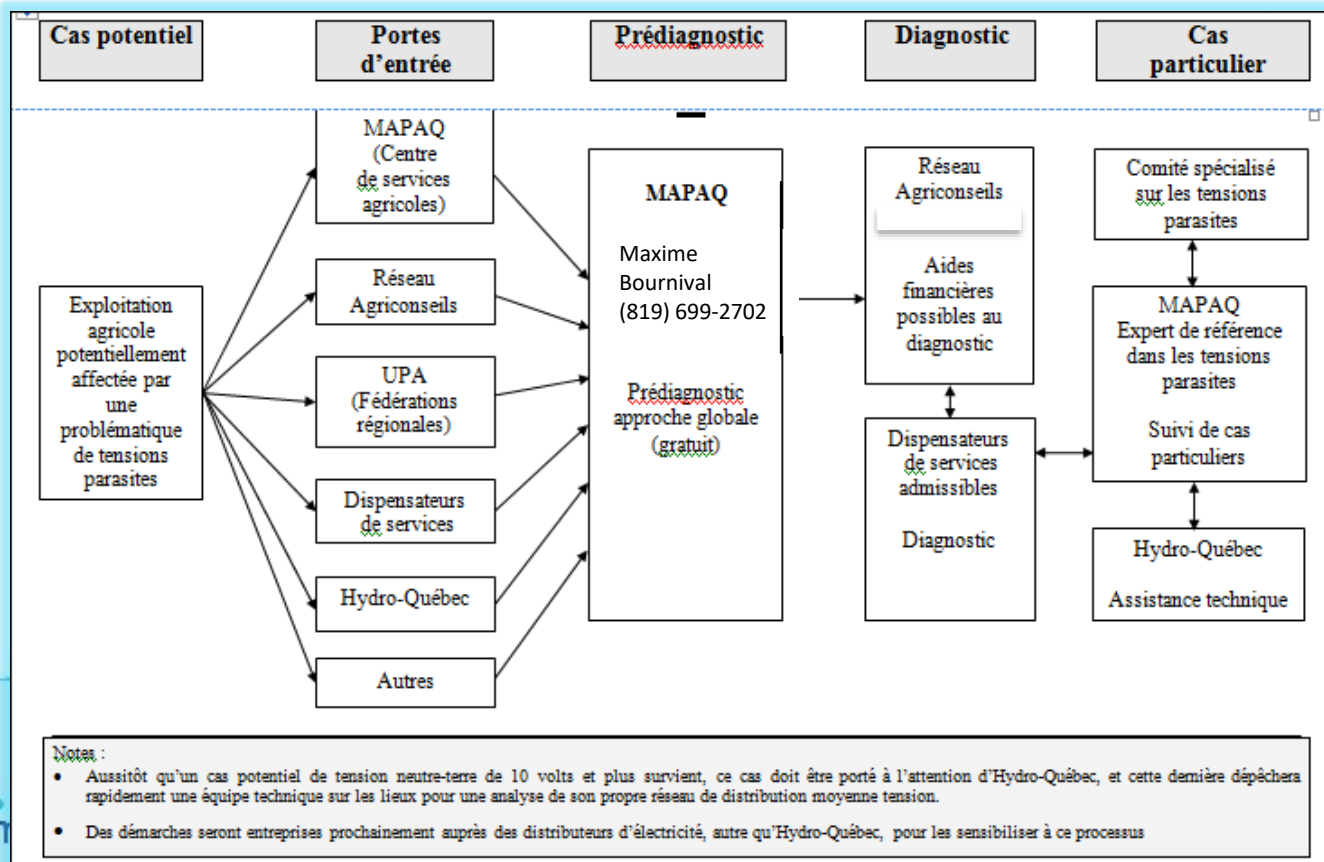 Cas potentiel
Portes
d'entrée
Prédiagnostic
Diagnostic
Cas
particulier
Exploitation
agricole
potentiellement
affectée par
une
problématique
de tensions
parasites
MAPAQ
(Centre
de services
agricoles)
Réseau
Agriconseils
UPA
(Fédérations
régionales)
Dispensateurs
de services
Hydro-Québec
Autres
MAPAQ
Maxime
Bournival
(819) 699-2702
Prédiagnostic
approche globale
(gratuit)
Réseau
Agriconseils
Aides
financières
possibles au
diagnostic
Dispensateurs
de services
admissibles
Diagnostic
Comité spécialisé
sur les tensions
parasites
MAPAQ
Expert de référence
dans les tensions
parasites
Suivi de cas
particuliers
Hydro-Québec
Assistance technique
Notes :
• Aussitôt qu'un cas potentiel de tension neutre-terre de 10 volts et plus survient, ce cas doit être porté à l'attention d'Hydro-Québec, et cette dernière dépêchera
rapidement une équipe technique sur les lieux pour une analyse de son propre réseau de distribution moyenne tension.
• Des démarches seront entreprises prochainement auprès des distributeurs d'électricité, autre qu'Hydro-Québec, pour les sensibiliser à ce processus